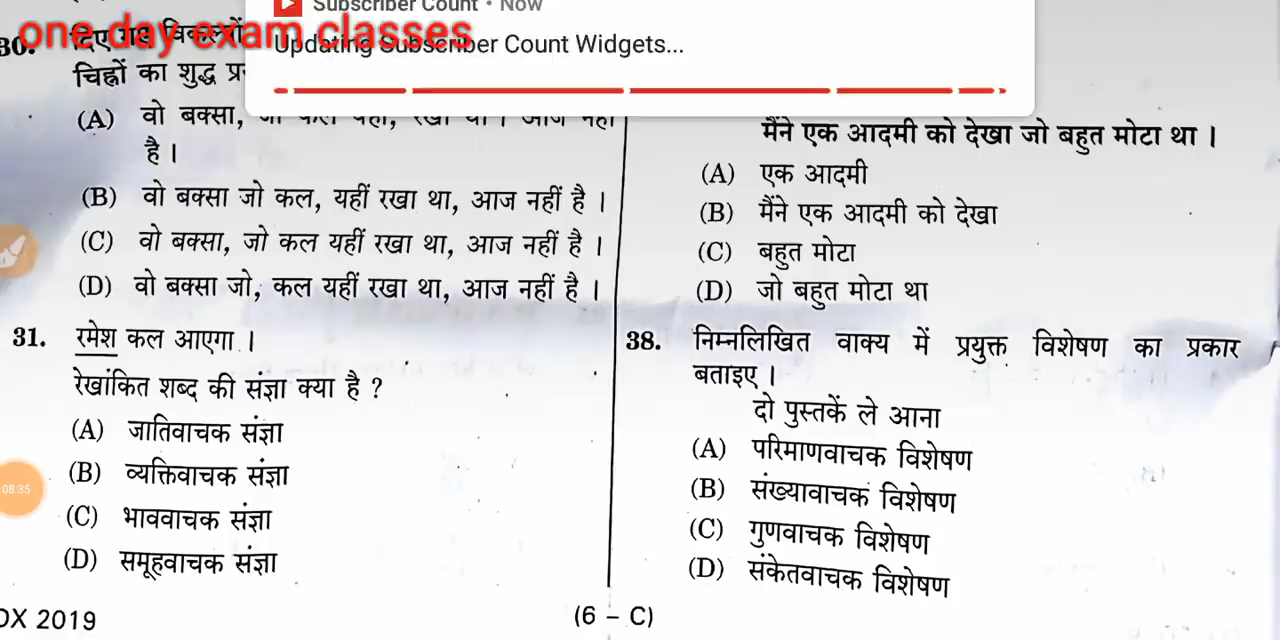 Subscriber Count • Now
Updating Subscriber Count Widgets...
one day exam classes
30. दिए गए विकल्पों
चिह्नों का शुद्ध
(A) वो बक्सा,
है ।
(B) वो बक्सा जो कल, यहीं रखा था, आज नहीं है ।
(C) वो बक्सा, जो कल यहीं रखा था, आज नहीं है ।
(D) वो बक्सा जो, कल यहीं रखा था, आज नहीं है ।
31. रमेश कल आएगा ।
रेखांकित शब्द की संज्ञा क्या है ?
(A) जातिवाचक संज्ञा
(B) व्यक्तिवाचक संज्ञा
(C) भाववाचक संज्ञा
(D) समूहवाचक संज्ञा
मैंने एक आदमी को देखा जो बहुत मोटा था ।
(A) एक आदमी
(B) मैंने एक आदमी को देखा
(C) बहुत मोटा
(D) जो बहुत मोटा था
38. निम्नलिखित वाक्य में प्रयुक्त विशेषण का प्रकार
बताइए ।
दो पुस्तकें ले आना
(A) परिमाणवाचक विशेषण
(B) संख्यावाचक विशेषण
(C) गुणवाचक विशेषण
(D) संकेतवाचक विशेषण
2019
(6 – C)
08:35